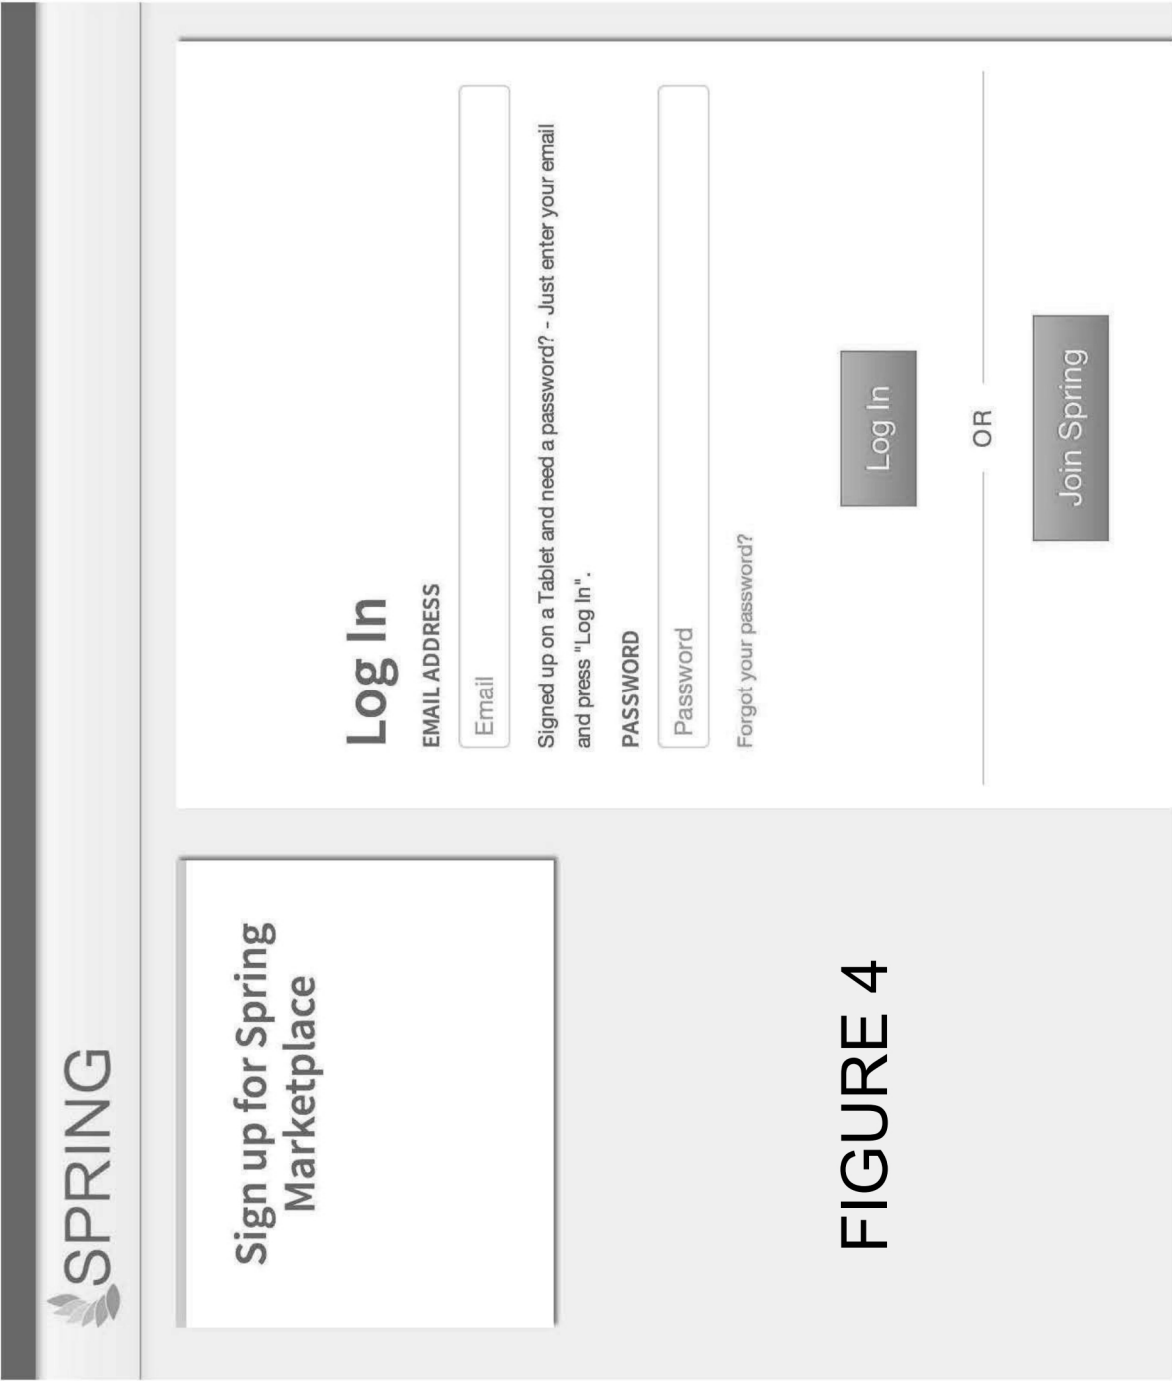 SPRING
Sign up for Spring
Marketplace
Log In
EMAIL ADDRESS
Email
Signed up on a Tablet and need a password? - Just enter your email
and press "Log In".
PASSWORD
Password
Forgot your password?
Log In
OR
Join Spring
FIGURE 4